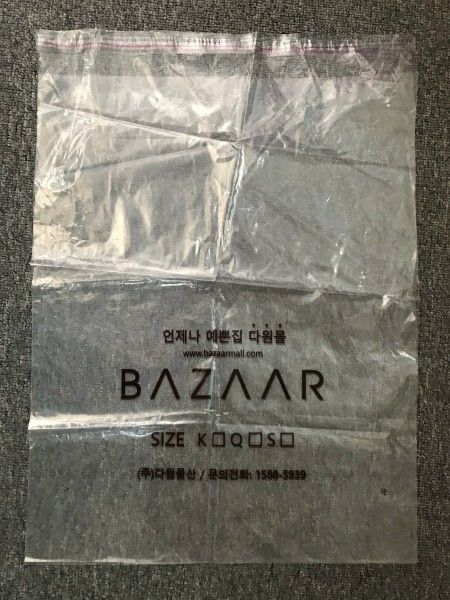 언제나 예쁜집 다원몰
www.bazaarmall.com
BAZAAR
SIZE K□Q□S□
(주)다원물산 / 문의전화: 1588-5939